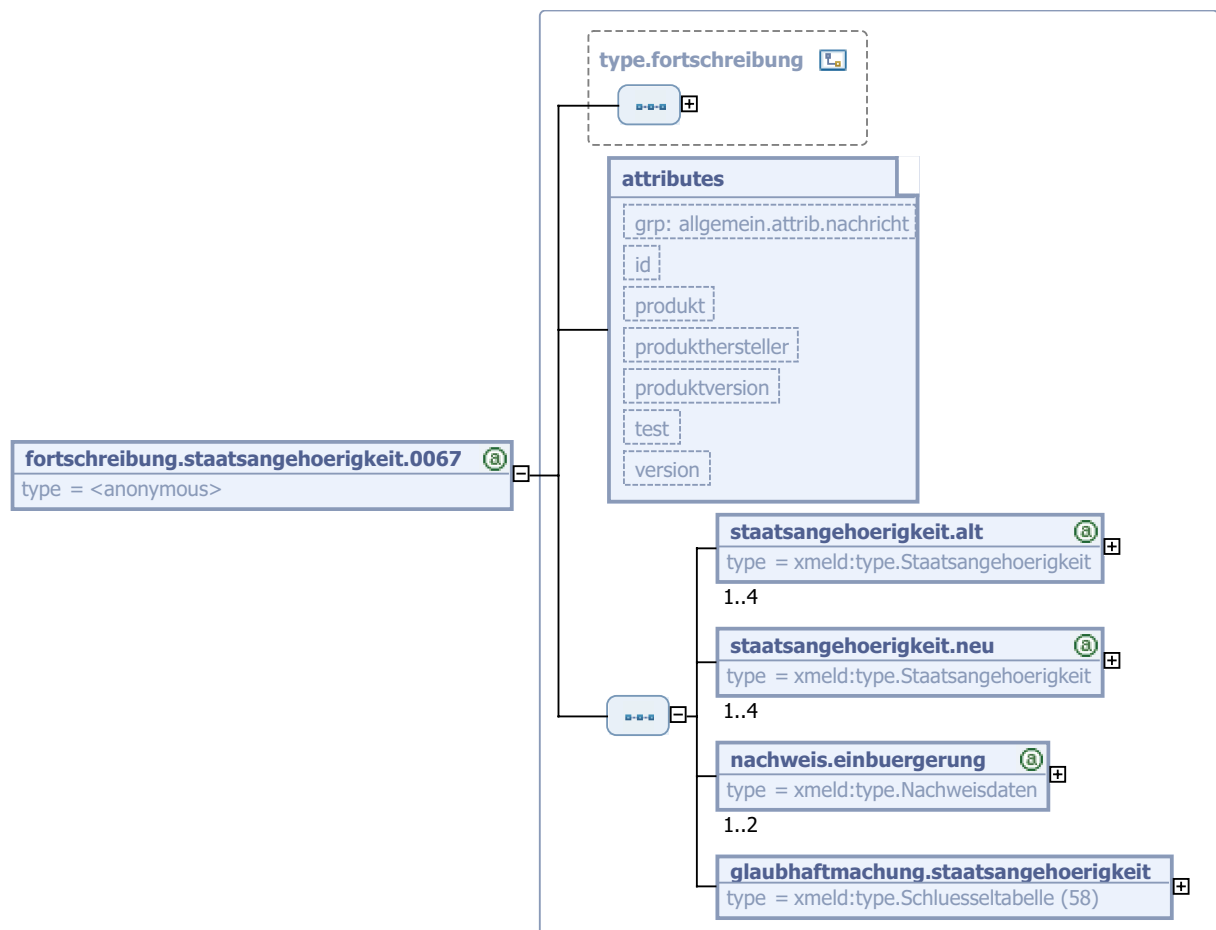 type.fortschreibung
attributes
grp: allgemein.attrib.nachricht
id
produkt
produkthersteller
produktversion
test
version
fortschreibung.staatsangehoerigkeit.0067 @
type = <anonymous>
staatsangehoerigkeit.alt @
type = xmeld:type.Staatsangehoerigkeit
1..4
staatsangehoerigkeit.neu @
type = xmeld:type.Staatsangehoerigkeit
1..4
nachweis.einbuergerung @
type = xmeld:type.Nachweisdaten
1..2
glaubhaftmachung.staatsangehoerigkeit
type = xmeld:type.Schluesseltabelle (58)